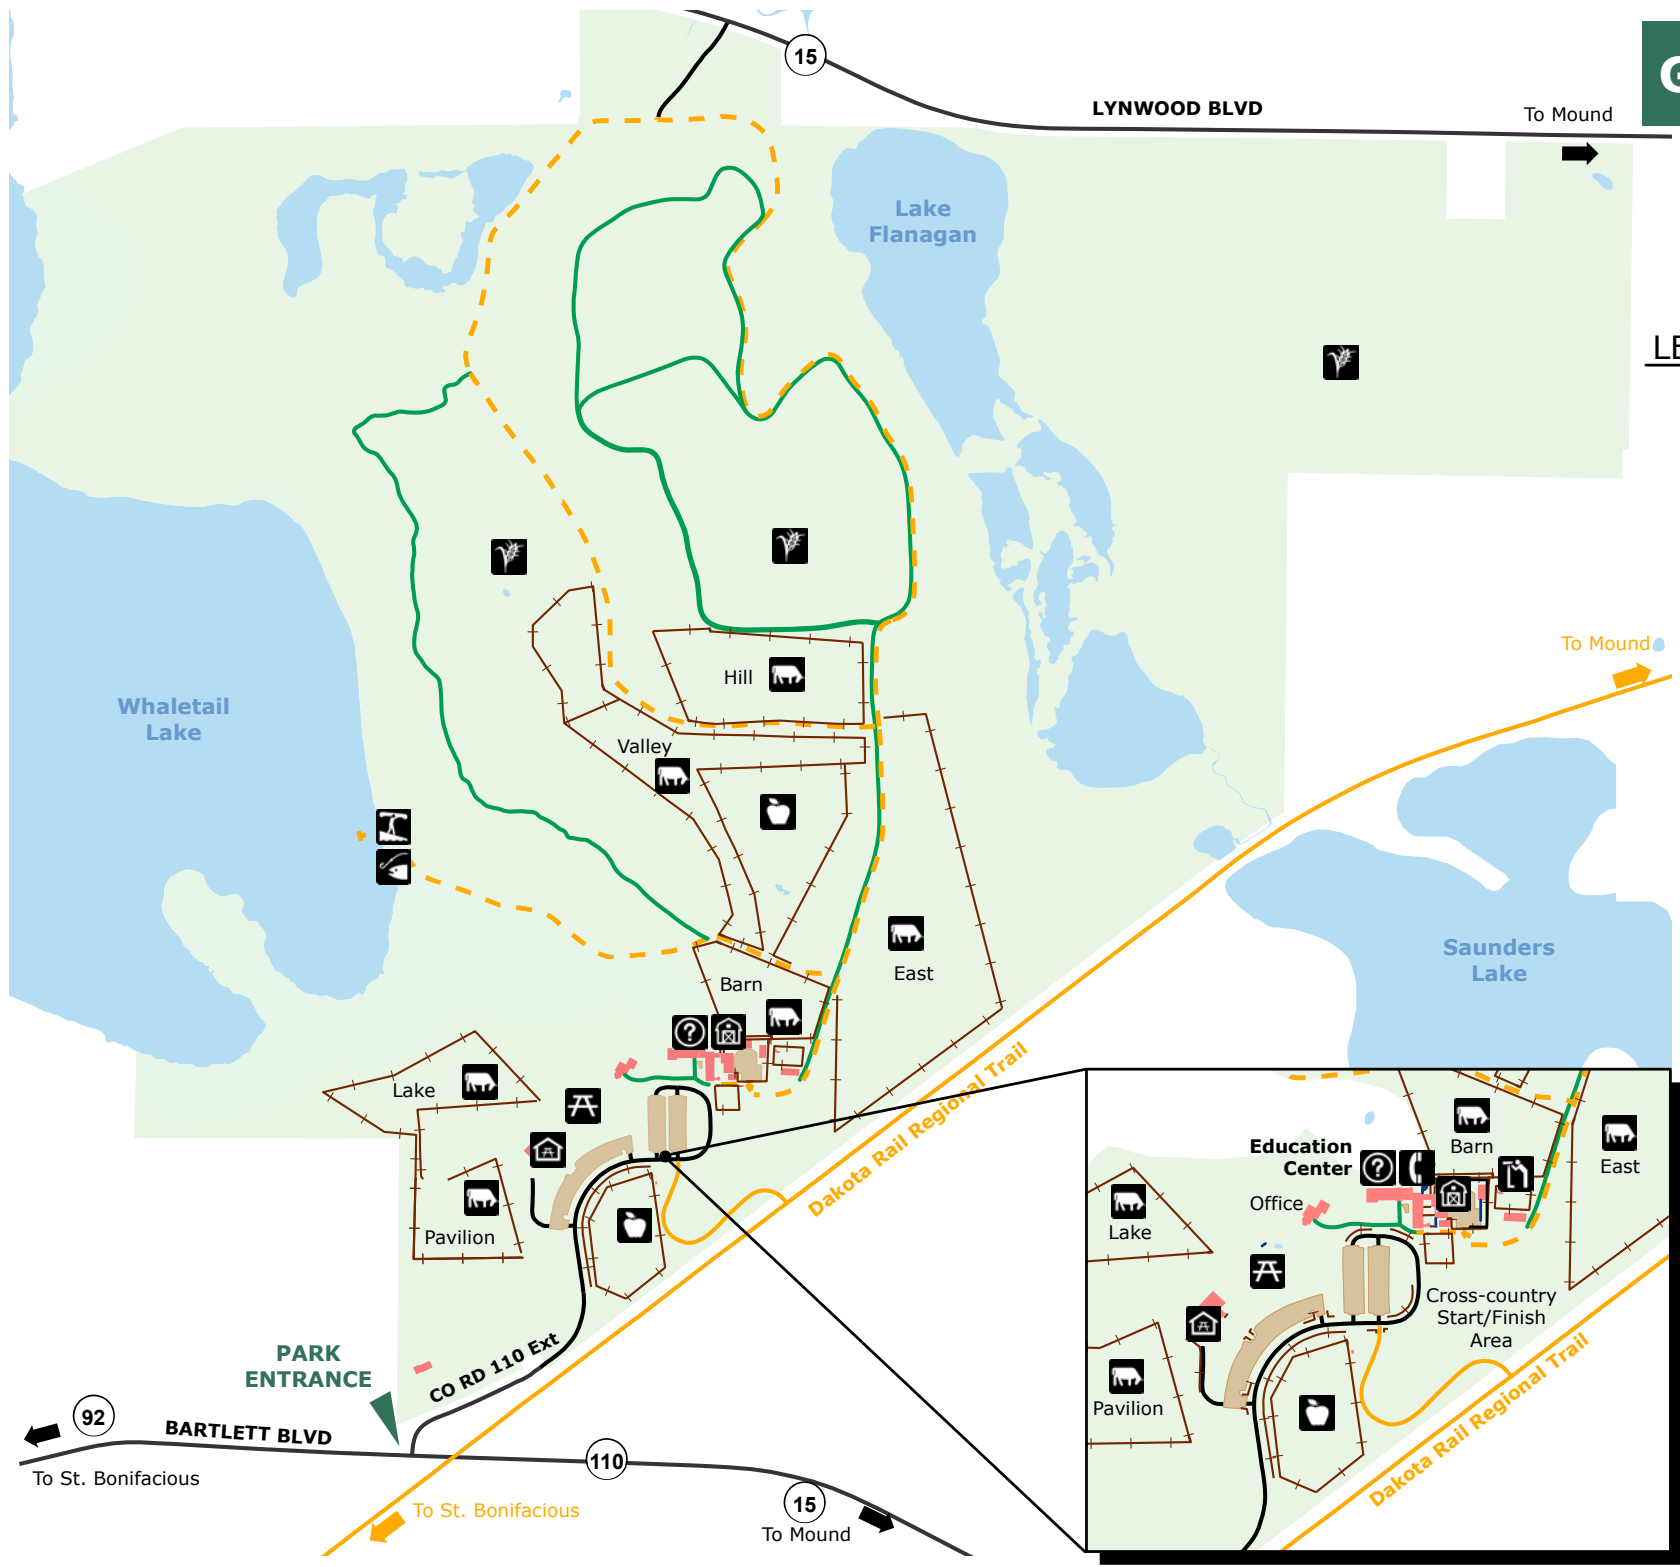 15
G
LYNWOOD BLVD
To Mound
Lake
Flanagan
LE
To Mound
Hill
Whaletail
Lake
Valley
Saunders
Lake
East
Barn
?
Lake
Dakota Rail Regional Trail
Pavilion
Education
Center
?
Barn
East
Office
Lake
Cross-country
Start/Finish
Area
Pavilion
Dakota Rail Regional Trail
PARK
ENTRANCE
CO RD 110 Ext
92
BARTLETT BLVD
110
To St. Bonifacious
To St. Bonifacious
15
To Mound